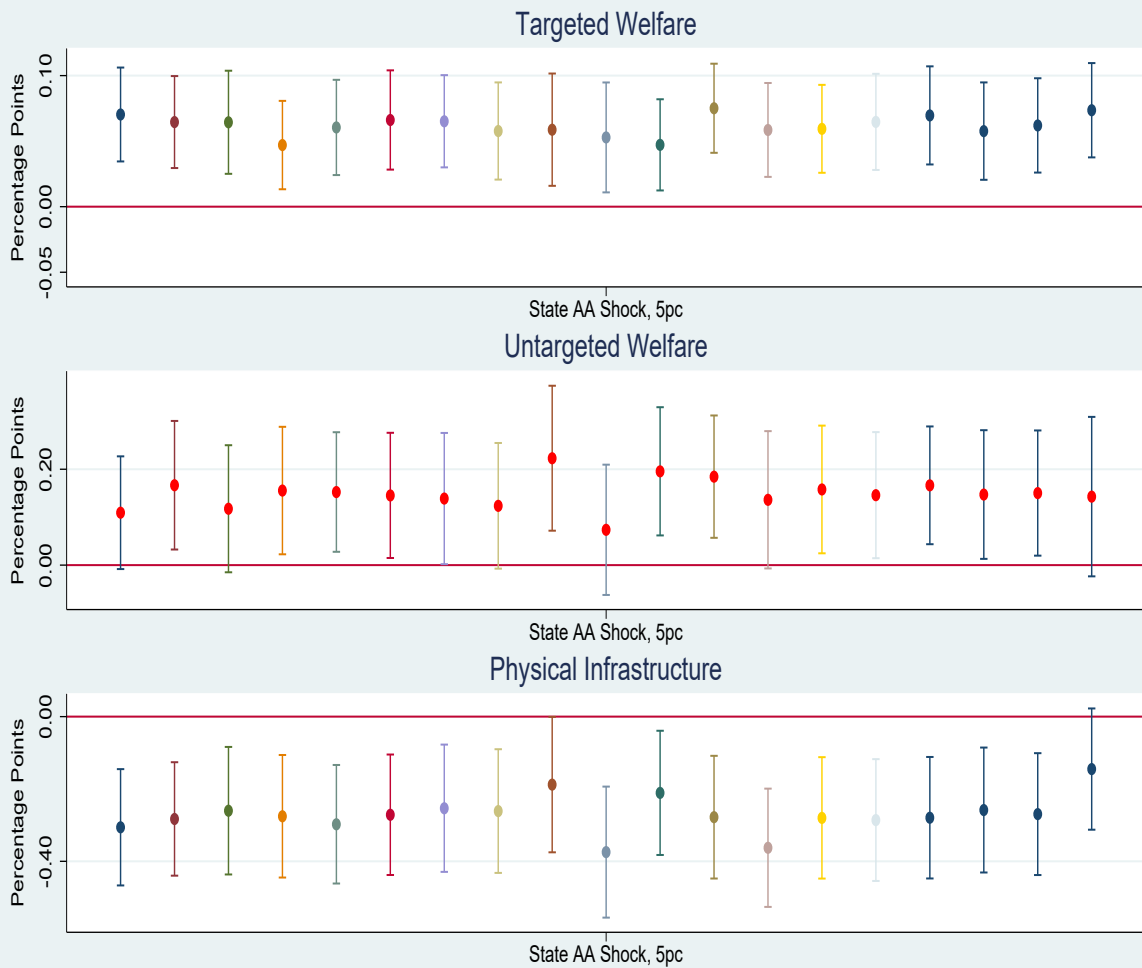 Targeted Welfare
Percentage Points
0.10
0.00
-0.05
State AA Shock, 5pc
Untargeted Welfare
Percentage Points
0.20
0.00
State AA Shock, 5pc
Physical Infrastructure
Percentage Points
0.00
-0.40
State AA Shock, 5pc